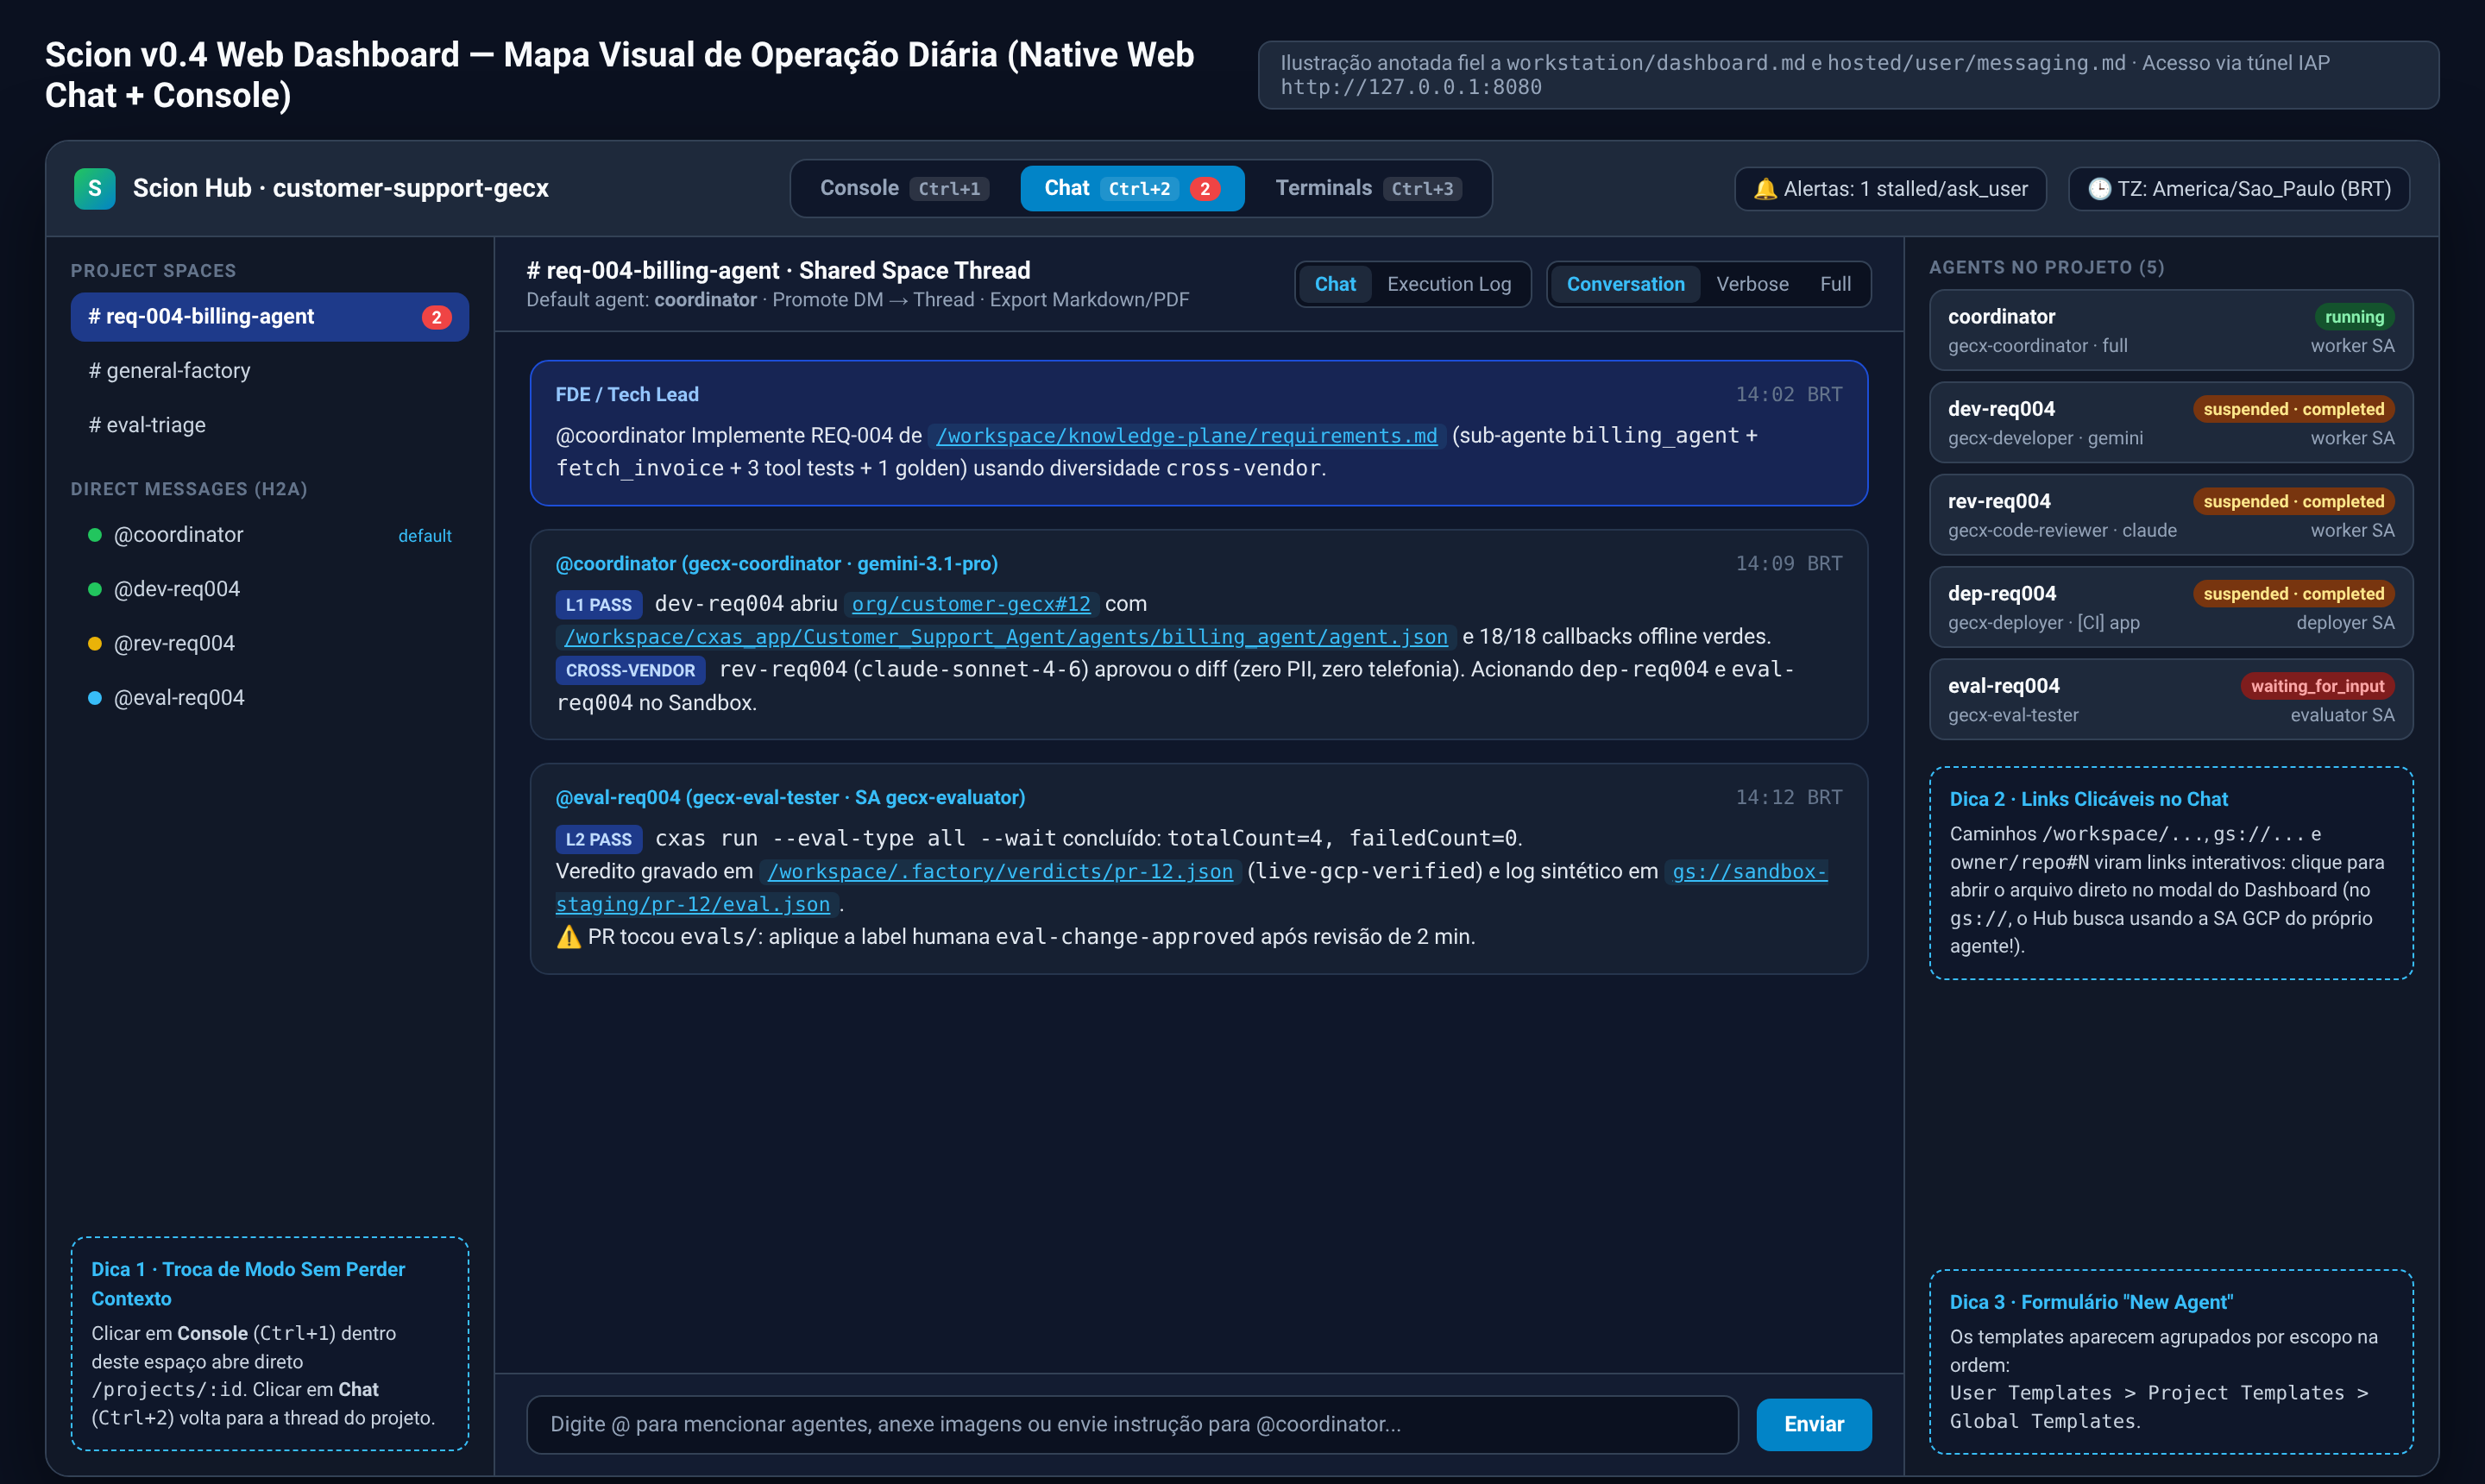 Scion v0.4 Web Dashboard — Mapa Visual de Operação Diária (Native Web
Chat + Console)
Ilustração anotada fiel a workstation/dashboard.md e hosted/user/messaging.md · Acesso via túnel IAP
http://127.0.0.1:8080
S
Scion Hub · customer-support-gecx
Console Ctrl+1
Chat Ctrl+2 2
Terminals Ctrl+3
🔔 Alertas: 1 stalled/ask_user
🕒 TZ: America/Sao_Paulo (BRT)
PROJECT SPACES
# req-004-billing-agent 2
# general-factory
# eval-triage
DIRECT MESSAGES (H2A)
@coordinator default
@dev-req004
@rev-req004
@eval-req004
Dica 1 · Troca de Modo Sem Perder
Contexto
Clicar em Console (Ctrl+1) dentro
deste espaço abre direto
/projects/:id. Clicar em Chat
(Ctrl+2) volta para a thread do projeto.
# req-004-billing-agent · Shared Space Thread
Default agent: coordinator · Promote DM → Thread · Export Markdown/PDF
Chat Execution Log
Conversation Verbose Full
FDE / Tech Lead 14:02 BRT
@coordinator Implemente REQ-004 de /workspace/knowledge-plane/requirements.md (sub-agente billing_agent +
fetch_invoice + 3 tool tests + 1 golden) usando diversidade cross-vendor.
@coordinator (gecx-coordinator · gemini-3.1-pro) 14:09 BRT
L1 PASS dev-req004 abriu org/customer-gecx#12 com
/workspace/cxas_app/Customer_Support_Agent/agents/billing_agent/agent.json e 18/18 callbacks offline verdes.
CROSS-VENDOR rev-req004 (claude-sonnet-4-6) aprovou o diff (zero PII, zero telefonia). Acionando dep-req004 e eval-
req004 no Sandbox.
@eval-req004 (gecx-eval-tester · SA gecx-evaluator) 14:12 BRT
L2 PASS cxas run --eval-type all --wait concluído: totalCount=4, failedCount=0.
Veredito gravado em /workspace/.factory/verdicts/pr-12.json (live-gcp-verified) e log sintético em gs://sandbox-
staging/pr-12/eval.json .
⚠️ PR tocou evals/: aplique a label humana eval-change-approved após revisão de 2 min.
Digite @ para mencionar agentes, anexe imagens ou envie instrução para @coordinator...
Enviar
AGENTS NO PROJETO (5)
coordinator running
gecx-coordinator · full worker SA
dev-req004 suspended · completed
gecx-developer · gemini worker SA
rev-req004 suspended · completed
gecx-code-reviewer · claude worker SA
dep-req004 suspended · completed
gecx-deployer · [CI] app deployer SA
eval-req004 waiting_for_input
gecx-eval-tester evaluator SA
Dica 2 · Links Clicáveis no Chat
Caminhos /workspace/..., gs://... e
owner/repo#N viram links interativos: clique para
abrir o arquivo direto no modal do Dashboard (no
gs://, o Hub busca usando a SA GCP do próprio
agente!).
Dica 3 · Formulário "New Agent"
Os templates aparecem agrupados por escopo na
ordem:
User Templates > Project Templates >
Global Templates.